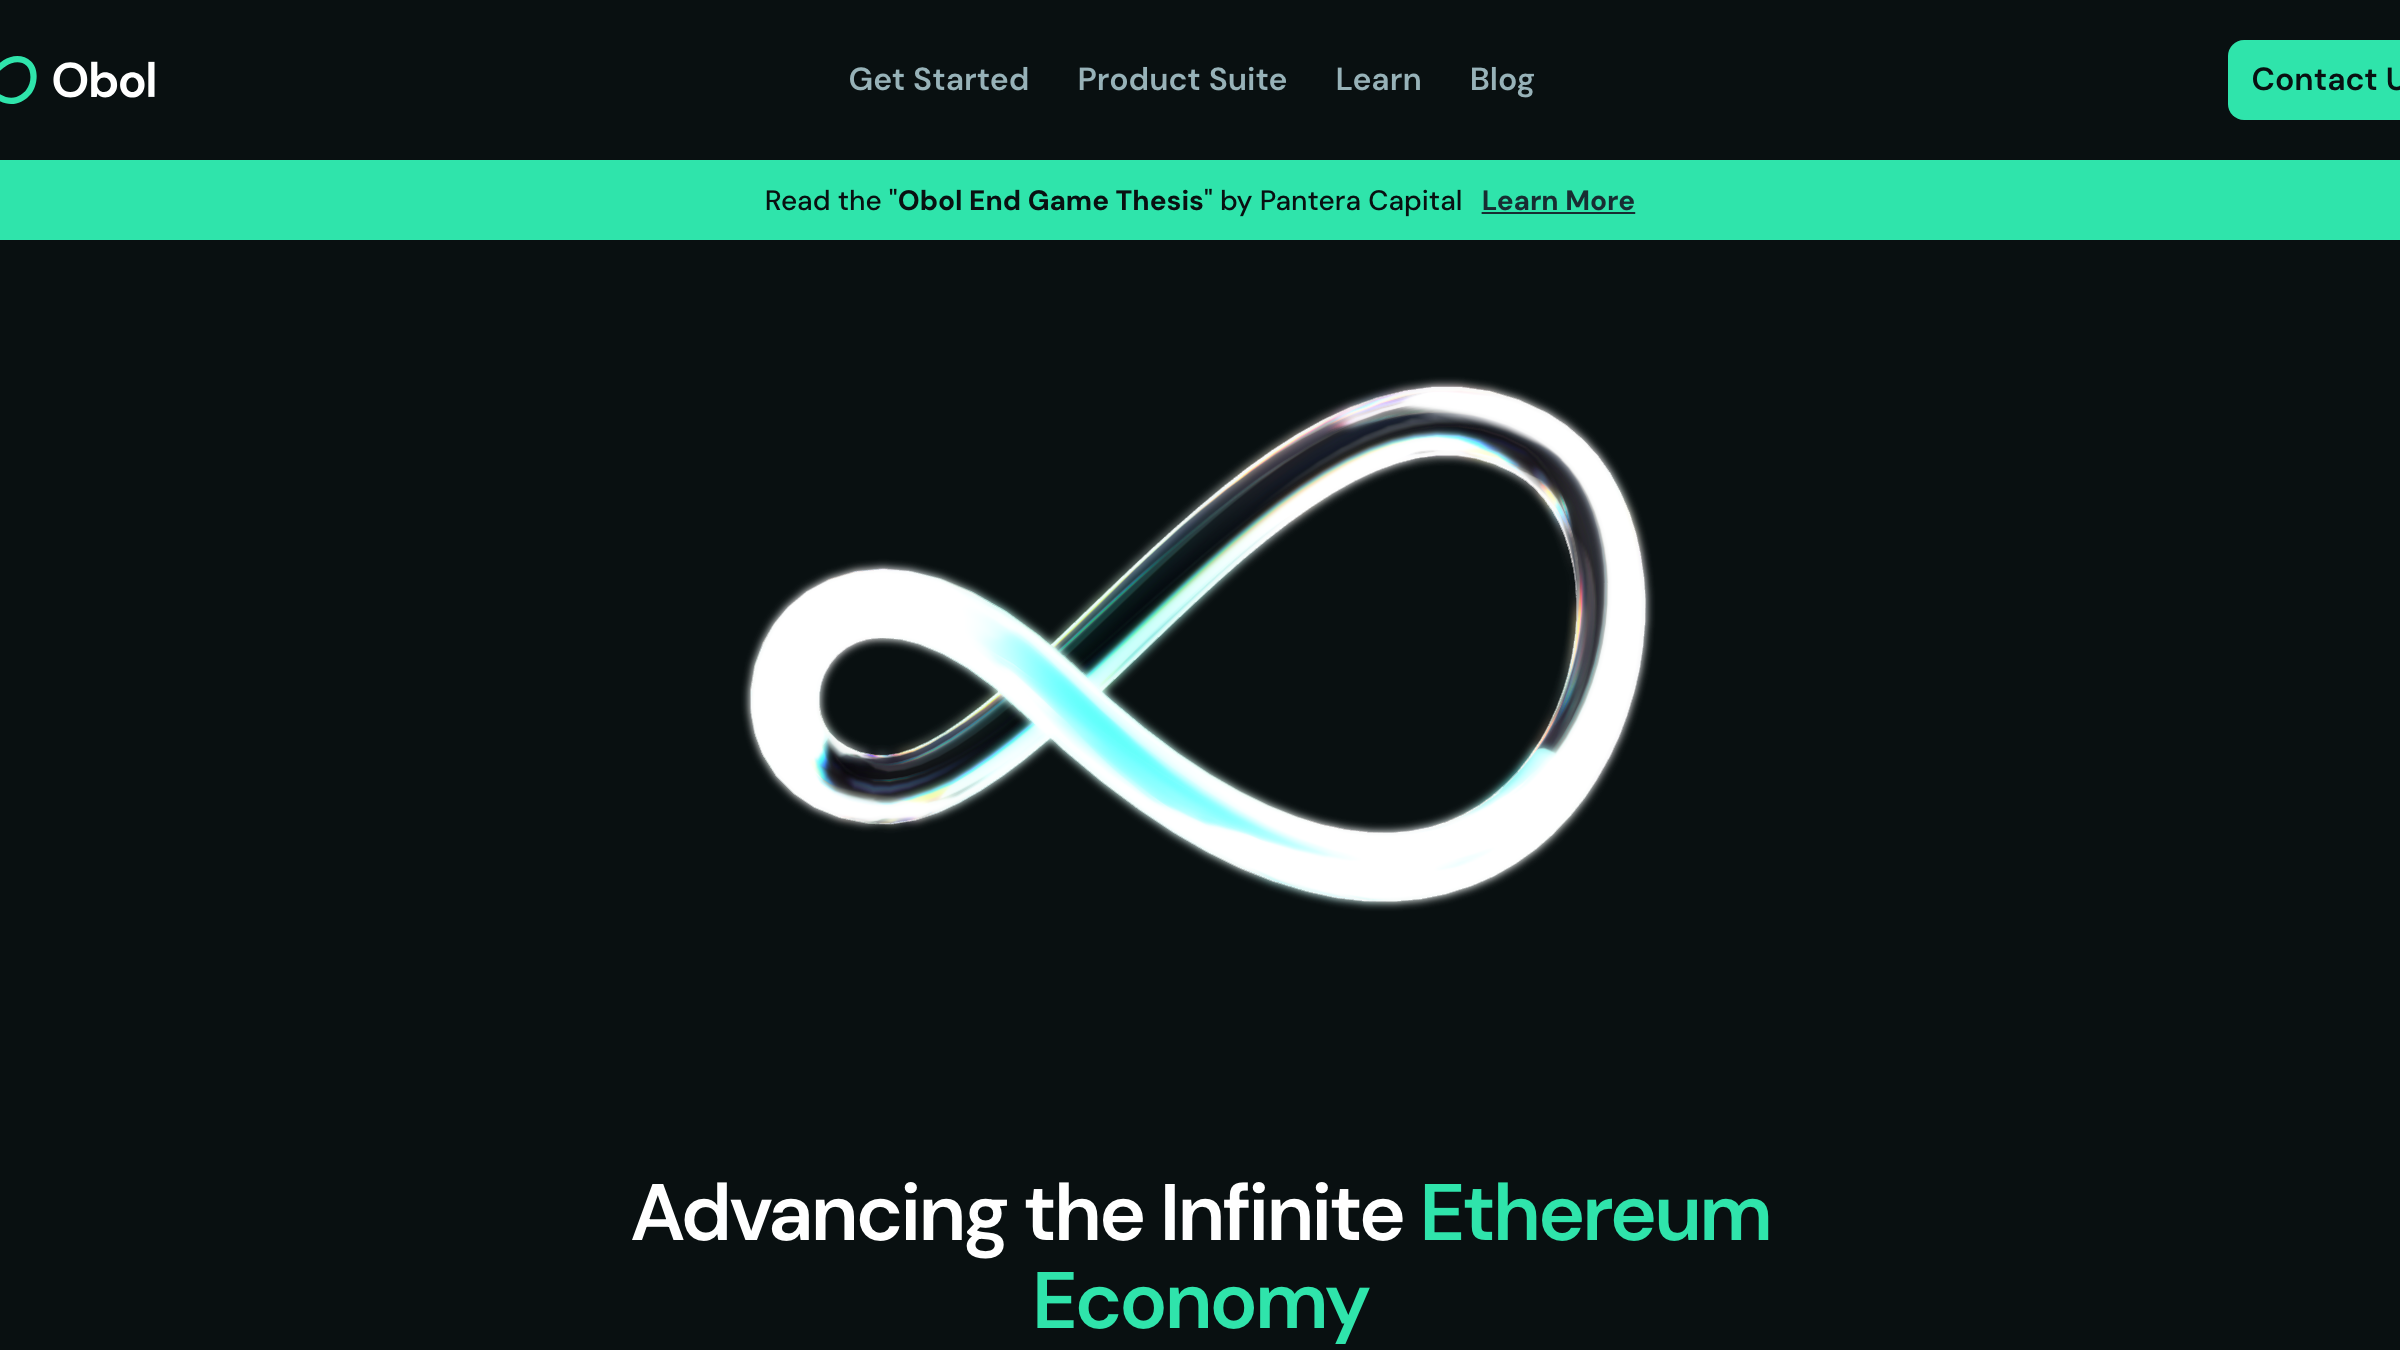 Obol
Get Started
Product Suite
Learn
Blog
Contact U
Read the "Obol End Game Thesis" by Pantera Capital Learn More
Advancing the Infinite Ethereum
Economy